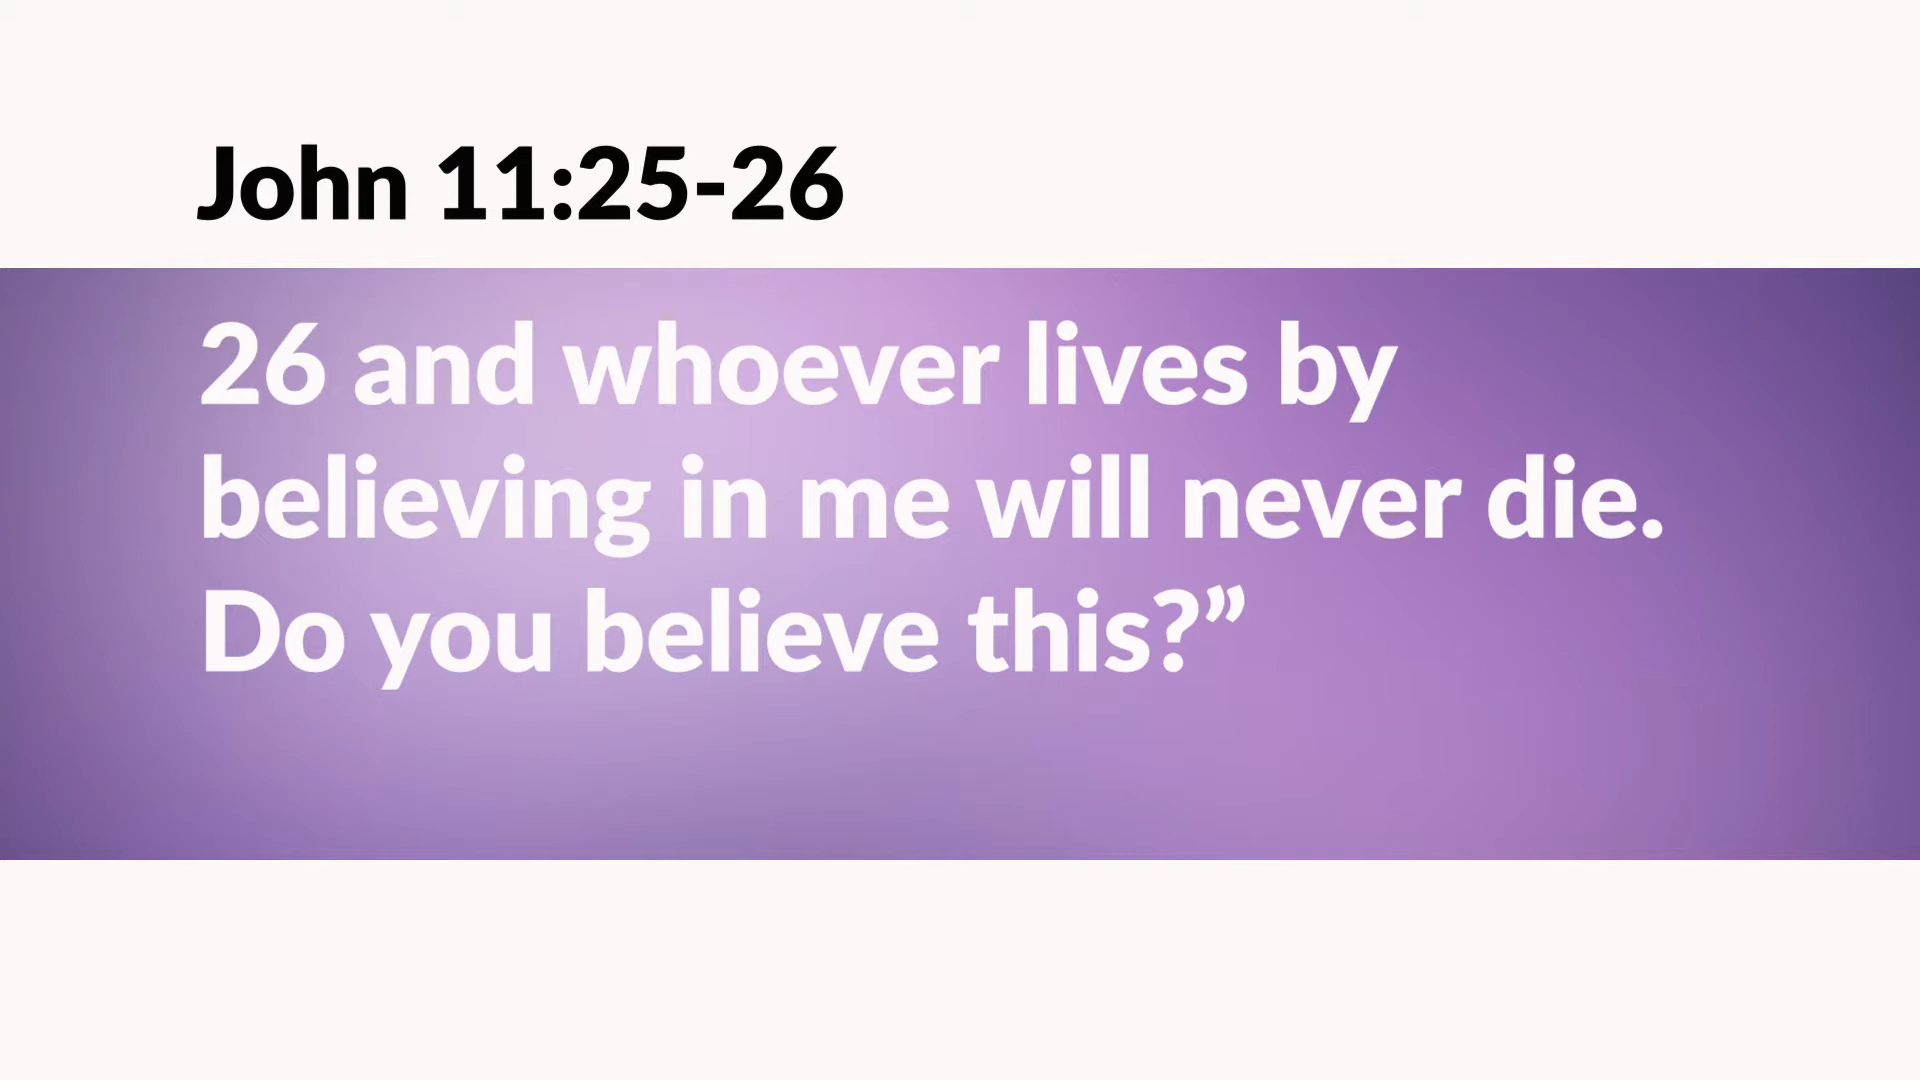 John 11:25-26
26 and whoever lives by
believing in me will never die.
Do you believe this?”